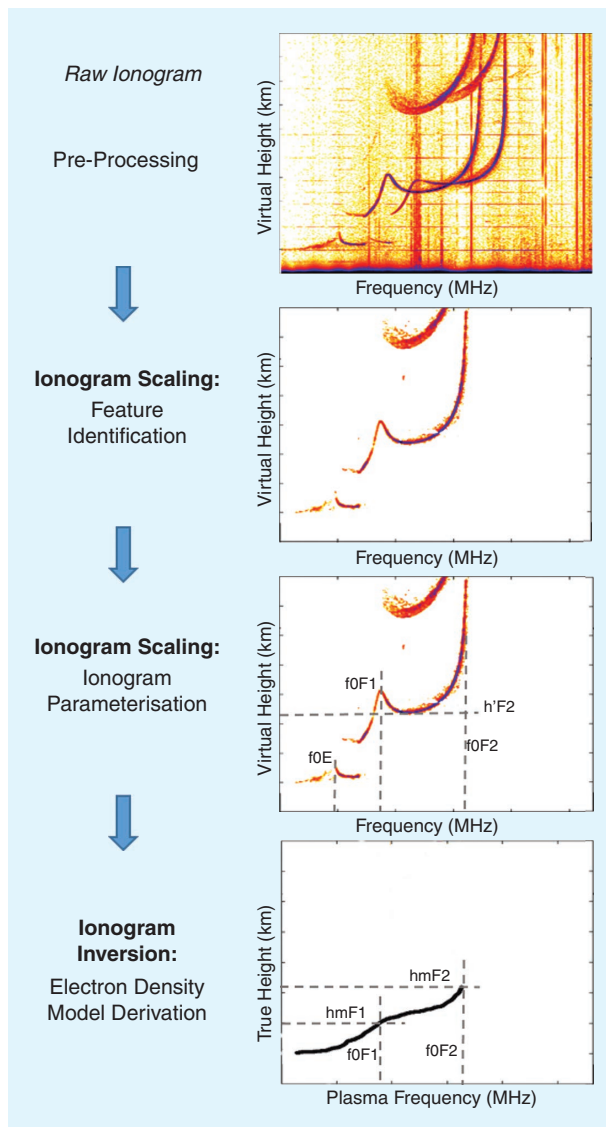 Raw Ionogram
Pre-Processing
Virtual Height (km)
Frequency (MHz)
Ionogram Scaling:
Feature
Identification
Virtual Height (km)
Frequency (MHz)
Ionogram Scaling:
Ionogram
Parameterisation
Virtual Height (km)
f0F1
h'F2
f0E
f0F2
Frequency (MHz)
Ionogram
Inversion:
Electron Density
Model Derivation
True Height (km)
hmF2
hmF1
f0F1
f0F2
Plasma Frequency (MHz)